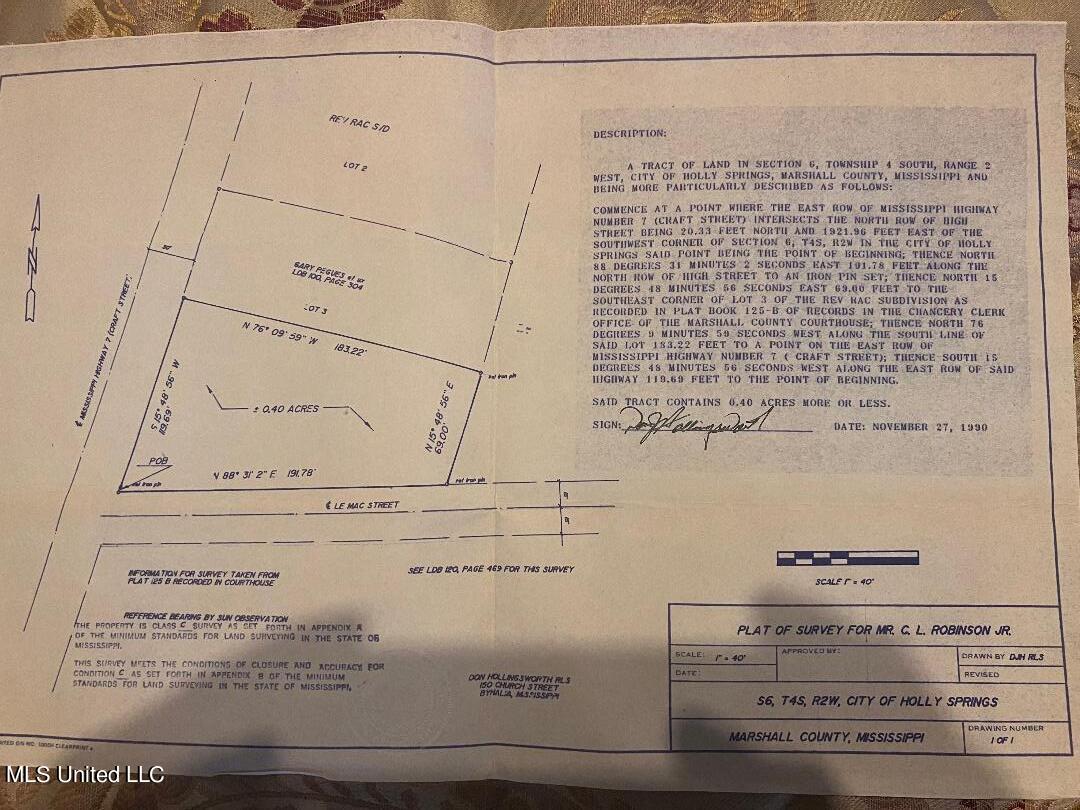 REV RAC S/D
LOT 2
GARY PEGUES et ux
LDB 100, PAGE 304
LOT 3
N 76° 09' 59" W 183.22'
℄ MISSISSIPPI HIGHWAY 7 (CRAFT STREET)
S 15° 48' 56" W
119.69'
± 0.40 ACRES
N 15° 48' 56" E
69.00'
set iron pin
POB
set iron pin
N 88° 31' 2" E 191.78'
set iron pin
℄ LE MAC STREET
INFORMATION FOR SURVEY TAKEN FROM
PLAT 125 B RECORDED IN COURTHOUSE
SEE LDB 120, PAGE 469 FOR THIS SURVEY
REFERENCE BEARING BY SUN OBSERVATION
THE PROPERTY IS CLASS C SURVEY AS SET FORTH IN APPENDIX A
OF THE MINIMUM STANDARDS FOR LAND SURVEYING IN THE STATE OF
MISSISSIPPI.
THIS SURVEY MEETS THE CONDITIONS OF CLOSURE AND ACCURACY FOR
CONDITION C AS SET FORTH IN APPENDIX B OF THE MINIMUM
STANDARDS FOR LAND SURVEYING IN THE STATE OF MISSISSIPPI.
DON HOLLINGSWORTH RLS
150 CHURCH STREET
BYHALIA, MISSISSIPPI
DESCRIPTION:
A TRACT OF LAND IN SECTION 6, TOWNSHIP 4 SOUTH, RANGE 2
WEST, CITY OF HOLLY SPRINGS, MARSHALL COUNTY, MISSISSIPPI AND
BEING MORE PARTICULARLY DESCRIBED AS FOLLOWS:
COMMENCE AT A POINT WHERE THE EAST ROW OF MISSISSIPPI HIGHWAY
NUMBER 7 (CRAFT STREET) INTERSECTS THE NORTH ROW OF HIGH
STREET BEING 20.33 FEET NORTH AND 1921.96 FEET EAST OF THE
SOUTHWEST CORNER OF SECTION 6, T4S, R2W IN THE CITY OF HOLLY
SPRINGS SAID POINT BEING THE POINT OF BEGINNING; THENCE NORTH
88 DEGREES 31 MINUTES 2 SECONDS EAST 191.78 FEET ALONG THE
NORTH ROW OF HIGH STREET TO AN IRON PIN SET; THENCE NORTH 15
DEGREES 48 MINUTES 56 SECONDS EAST 69.00 FEET TO THE
SOUTHEAST CORNER OF LOT 3 OF THE REV RAC SUBDIVISION AS
RECORDED IN PLAT BOOK 125-B OF RECORDS IN THE CHANCERY CLERK
OFFICE OF THE MARSHALL COUNTY COURTHOUSE; THENCE NORTH 76
DEGREES 9 MINUTES 59 SECONDS WEST ALONG THE SOUTH LINE OF
SAID LOT 183.22 FEET TO A POINT ON THE EAST ROW OF
MISSISSIPPI HIGHWAY NUMBER 7 ( CRAFT STREET); THENCE SOUTH 15
DEGREES 48 MINUTES 56 SECONDS WEST ALONG THE EAST ROW OF SAID
HIGHWAY 119.69 FEET TO THE POINT OF BEGINNING.
SAID TRACT CONTAINS 0.40 ACRES MORE OR LESS.
SIGN: Don Hollingsworth DATE: NOVEMBER 27, 1990
SCALE 1" = 40'
PLAT OF SURVEY FOR MR. C. L. ROBINSON JR.
SCALE: 1" = 40' APPROVED BY: DRAWN BY DJH RLS
DATE: REVISED
S6, T4S, R2W, CITY OF HOLLY SPRINGS
MARSHALL COUNTY, MISSISSIPPI
DRAWING NUMBER
1 OF 1
MLS United LLC